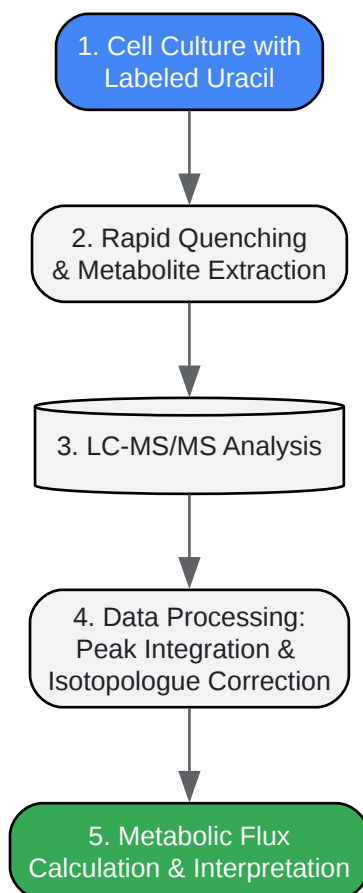 1. Cell Culture with
Labeled Uracil
2. Rapid Quenching
& Metabolite Extraction
3. LC-MS/MS Analysis
4. Data Processing:
Peak Integration &
Isotopologue Correction
5. Metabolic Flux
Calculation & Interpretation